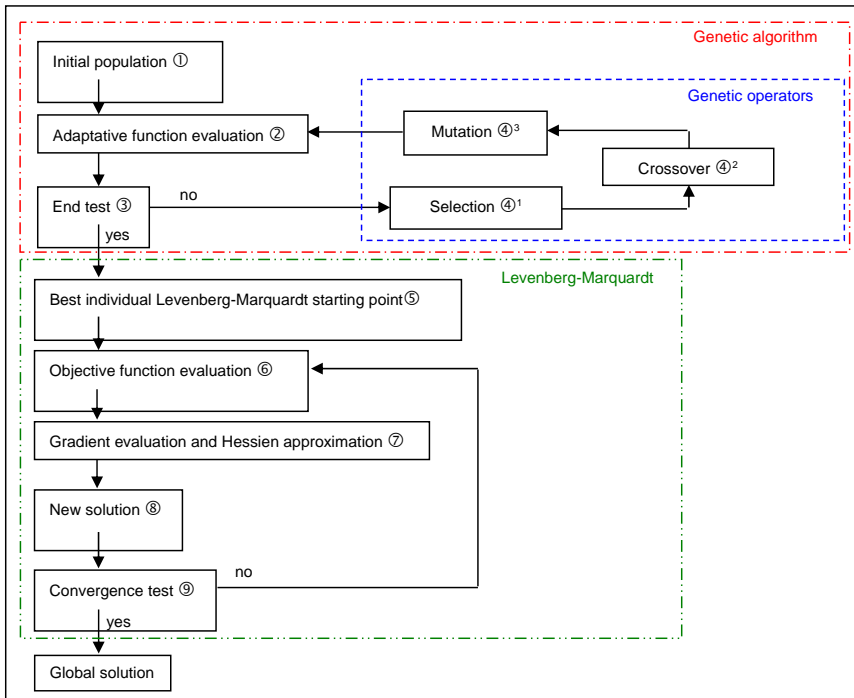 Genetic algorithm
Initial population ①
Genetic operators
Adaptative function evaluation ②
Mutation ④³
Crossover ④²
End test ③
no
Selection ④¹
yes
Levenberg-Marquardt
Best individual Levenberg-Marquardt starting point⑤
Objective function evaluation ⑥
Gradient evaluation and Hessien approximation ⑦
New solution ⑧
Convergence test ⑨
no
yes
Global solution